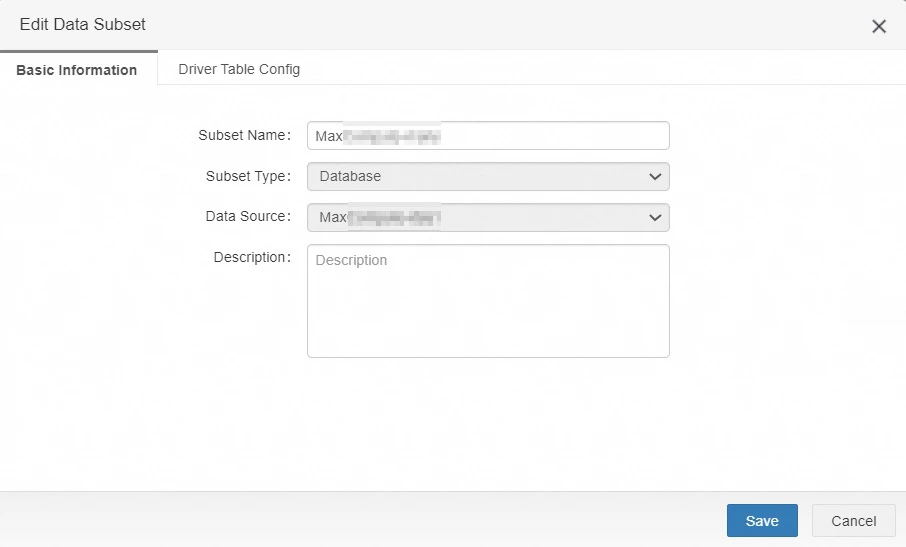 Edit Data Subset
Basic Information
Driver Table Config
Subset Name: Max
Subset Type: Database
Data Source: Max
Description: Description
Save
Cancel